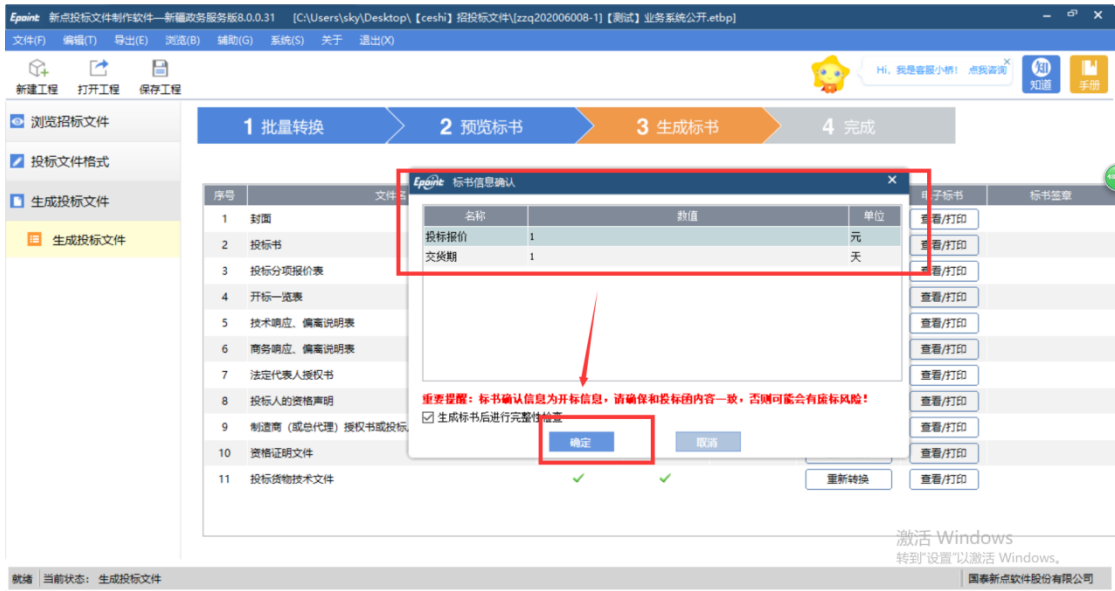 Epoint 新点投标文件制作软件—新疆政务服务版8.0.0.31 [C:\Users\sky\Desktop\【ceshi】招投标文件\[zzq202006008-1]【测试】业务系统公开.etbp]
文件(F) 编辑(T) 导出(E) 浏览(B) 辅助(G) 系统(S) 关于 退出(X)
新建工程 打开工程 保存工程
Hi，我是客服小桥！ 点我咨询
知 知道
手册
浏览招标文件
投标文件格式
生成投标文件
生成投标文件
1 批量转换 2 预览标书 3 生成标书 4 完成
序号 文件名 电子标书 标书签章
1 封面 查看/打印
2 投标书 查看/打印
3 投标分项报价表 查看/打印
4 开标一览表 查看/打印
5 技术响应、偏离说明表 查看/打印
6 商务响应、偏离说明表 查看/打印
7 法定代表人授权书 查看/打印
8 投标人的资格声明 查看/打印
9 制造商（或总代理）授权书或投标 查看/打印
10 资格证明文件 查看/打印
11 投标货物技术文件 重新转换 查看/打印
Epoint 标书信息确认
名称 数值 单位
投标报价 1 元
交货期 1 天
重要提醒：标书确认信息为开标信息，请确保和投标函内容一致，否则可能会有废标风险！
生成标书后进行完整性检查
确定 取消
激活 Windows
转到"设置"以激活 Windows。
就绪 当前状态： 生成投标文件 国泰新点软件股份有限公司